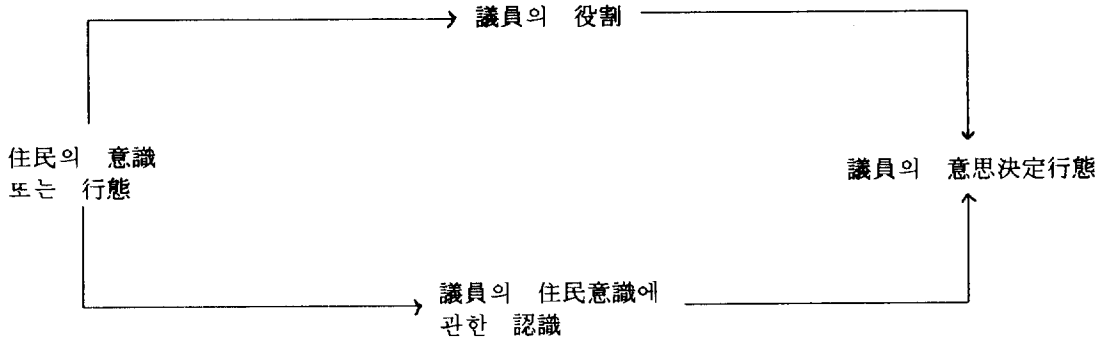 議員의 役割
住民의 意識
또는 行態
議員의 意思決定行態
議員의 住民意識에
관한 認識